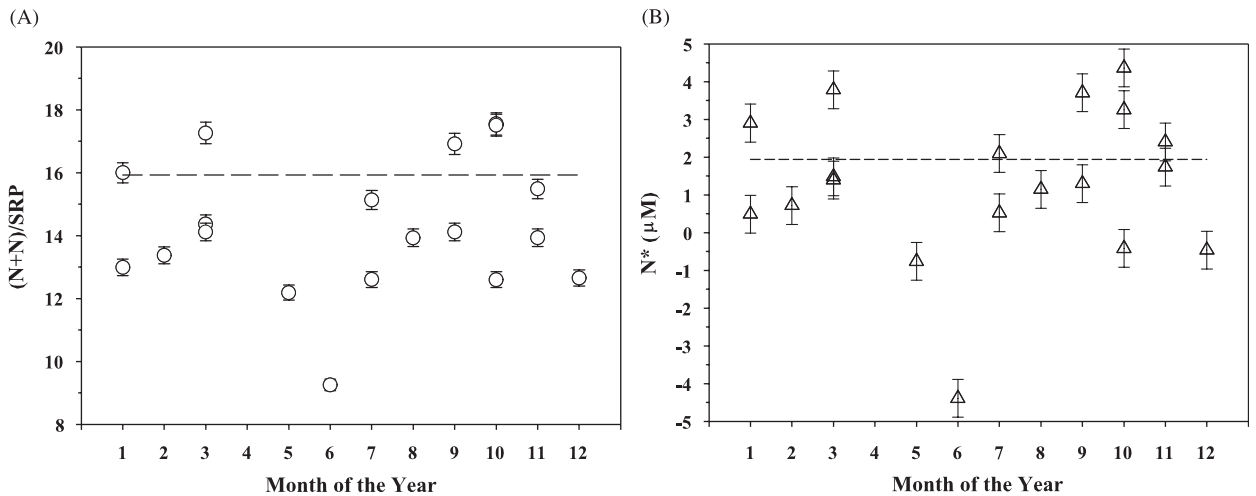 (A)
20
18
16
14
12
10
8
(N+N)/SRP
1 2 3 4 5 6 7 8 9 10 11 12
Month of the Year
(B)
5
4
3
2
1
0
-1
-2
-3
-4
-5
N* (μM)
1 2 3 4 5 6 7 8 9 10 11 12
Month of the Year